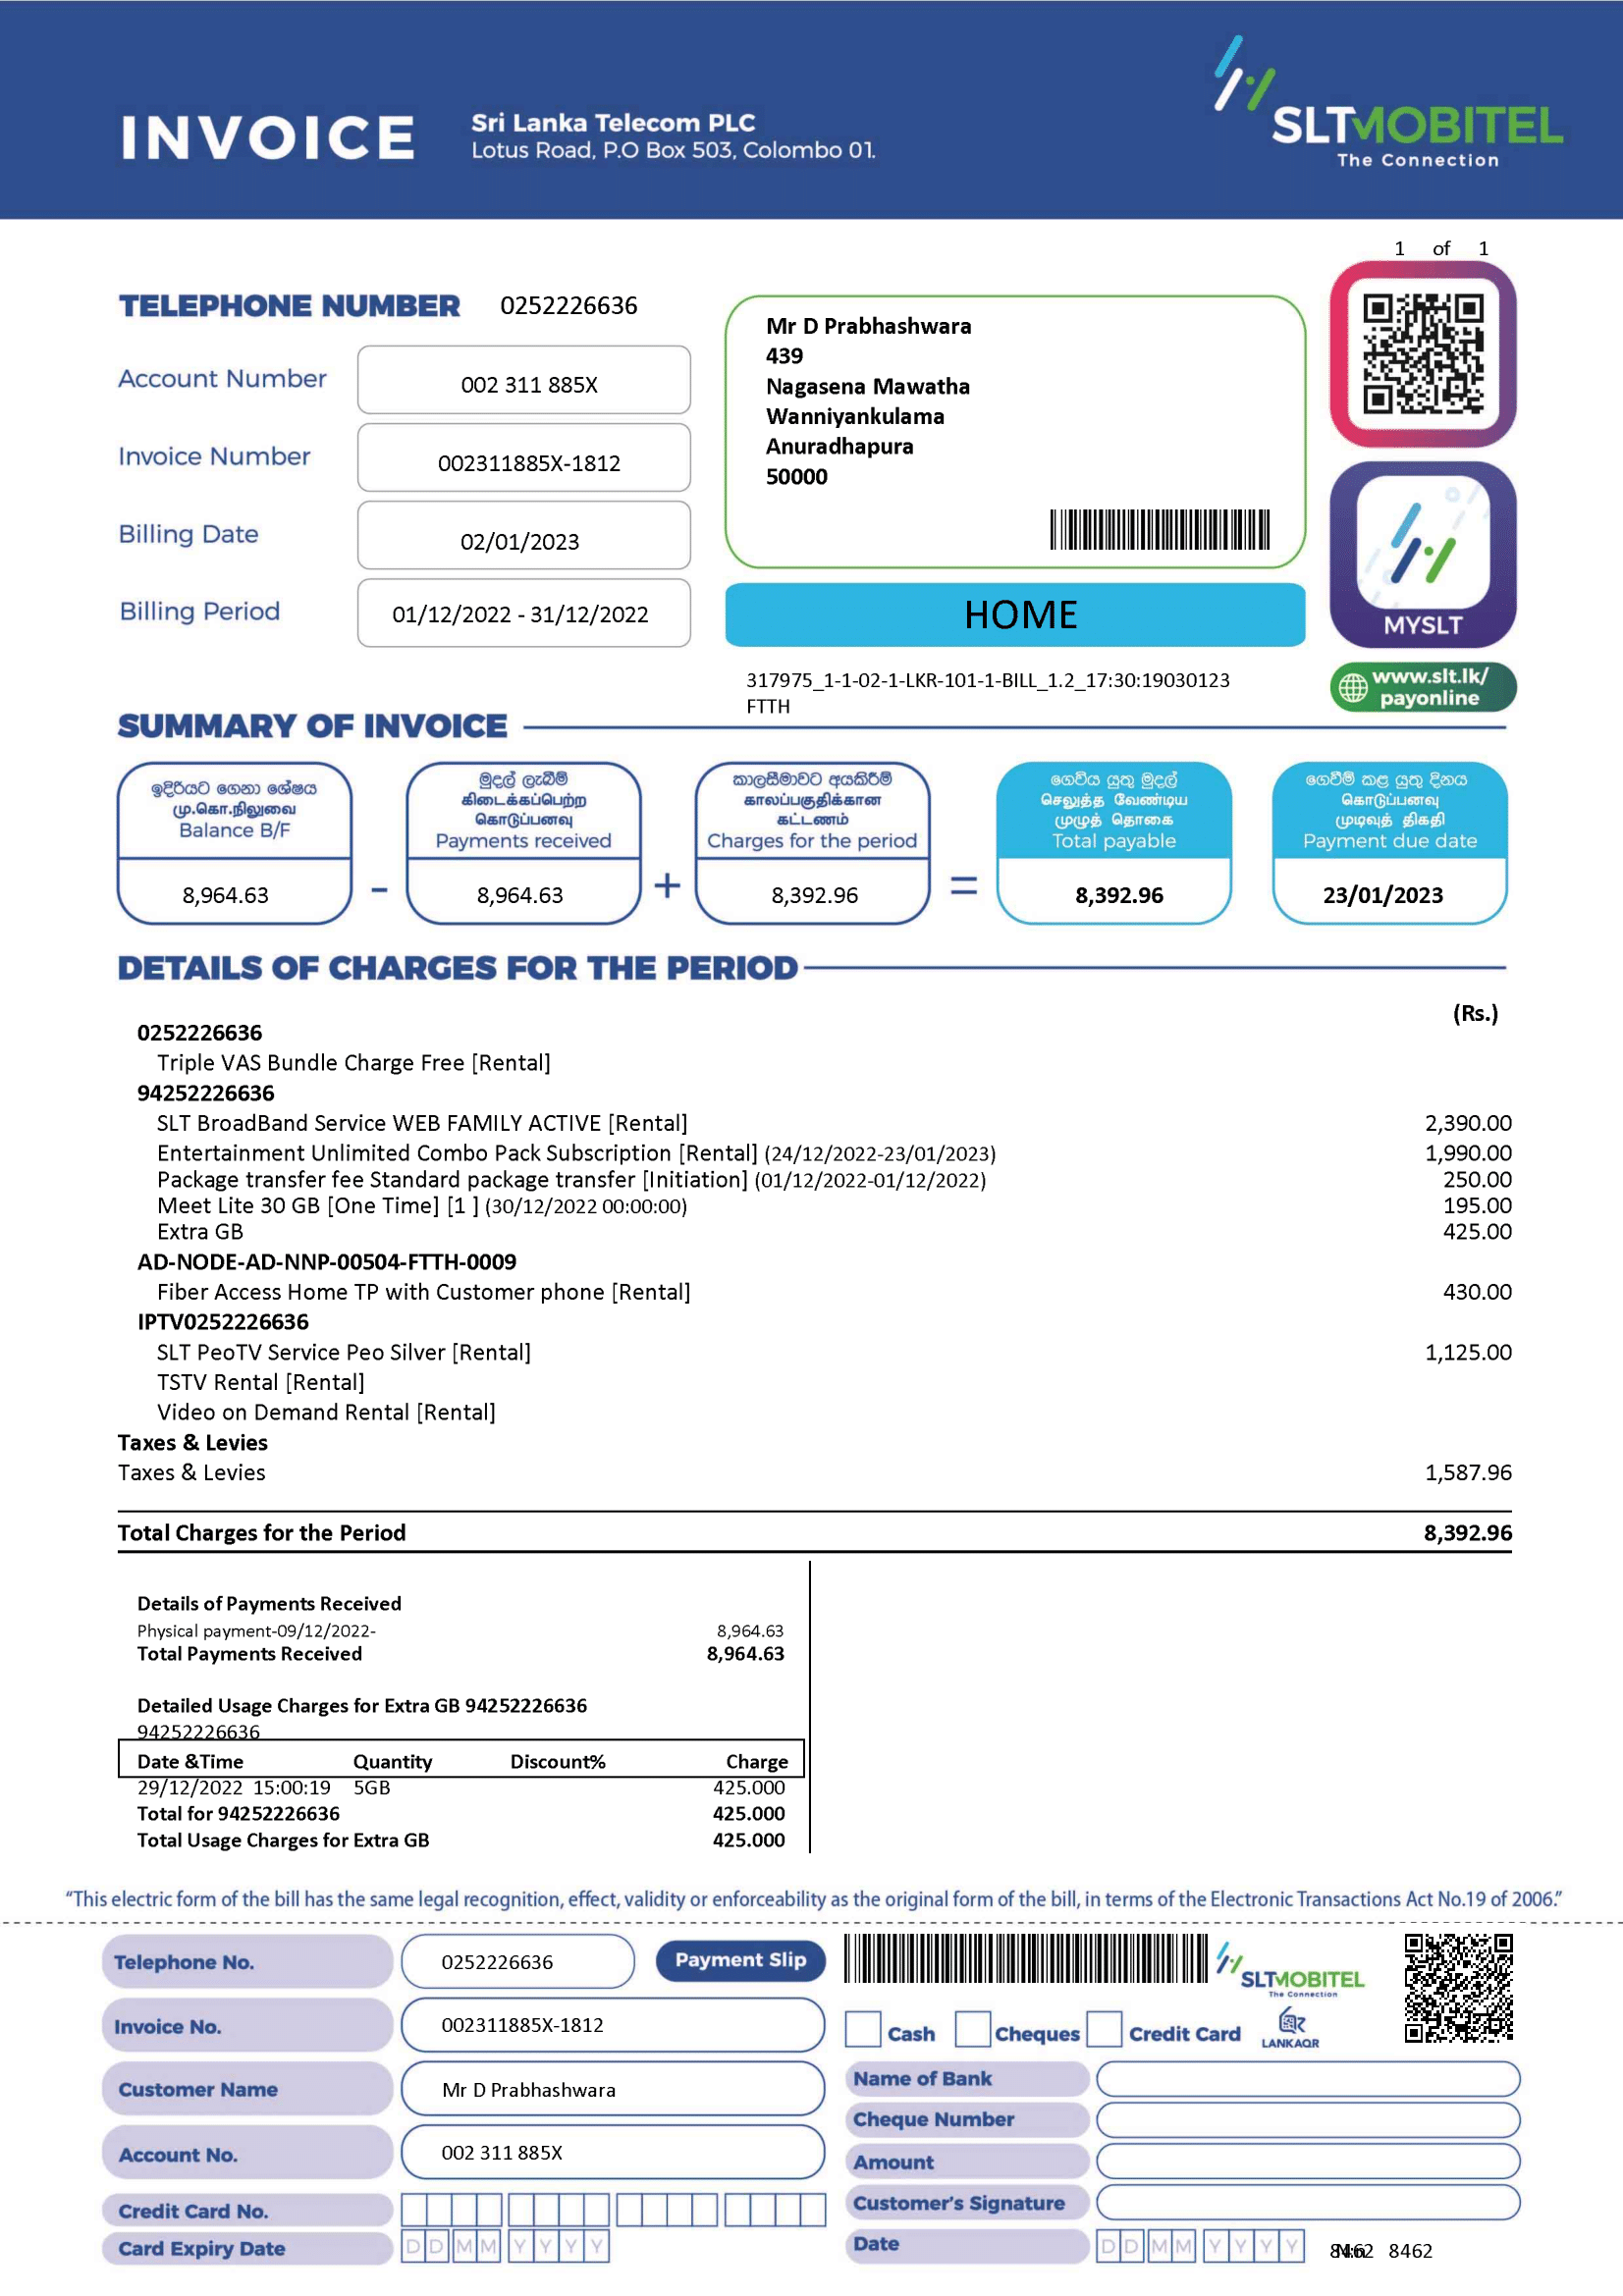 INVOICE
Sri Lanka Telecom PLC
Lotus Road, P.O Box 503, Colombo 01.
SLTMOBITEL
The Connection
1 of 1
TELEPHONE NUMBER 0252226636
Account Number 002 311 885X
Invoice Number 002311885X-1812
Billing Date 02/01/2023
Billing Period 01/12/2022 - 31/12/2022
Mr D Prabhashwara
439
Nagasena Mawatha
Wanniyankulama
Anuradhapura
50000
HOME
MYSLT
www.slt.lk/
payonline
317975_1-1-02-1-LKR-101-1-BILL_1.2_17:30:19030123
FTTH
SUMMARY OF INVOICE
ඉදිරියට ගෙනා ශේෂය
மு.கொ.நிலுவை
Balance B/F
8,964.63
-
මුදල් ලැබීම්
கிடைக்கப்பெற்ற
கொடுப்பனவு
Payments received
8,964.63
+
කාලසීමාවට අයකිරීම්
காலப்பகுதிக்கான
கட்டணம்
Charges for the period
8,392.96
=
ගෙවිය යුතු මුදල්
செலுத்த வேண்டிய
முழுத் தொகை
Total payable
8,392.96
ගෙවීම් කළ යුතු දිනය
கொடுப்பனவு
முடிவுத் திகதி
Payment due date
23/01/2023
DETAILS OF CHARGES FOR THE PERIOD
(Rs.)
0252226636
Triple VAS Bundle Charge Free [Rental]
94252226636
SLT BroadBand Service WEB FAMILY ACTIVE [Rental] 2,390.00
Entertainment Unlimited Combo Pack Subscription [Rental] (24/12/2022-23/01/2023) 1,990.00
Package transfer fee Standard package transfer [Initiation] (01/12/2022-01/12/2022) 250.00
Meet Lite 30 GB [One Time] [1 ] (30/12/2022 00:00:00) 195.00
Extra GB 425.00
AD-NODE-AD-NNP-00504-FTTH-0009
Fiber Access Home TP with Customer phone [Rental] 430.00
IPTV0252226636
SLT PeoTV Service Peo Silver [Rental] 1,125.00
TSTV Rental [Rental]
Video on Demand Rental [Rental]
Taxes & Levies
Taxes & Levies 1,587.96
Total Charges for the Period 8,392.96
Details of Payments Received
Physical payment-09/12/2022- 8,964.63
Total Payments Received 8,964.63
Detailed Usage Charges for Extra GB 94252226636
94252226636
Date &Time Quantity Discount% Charge
29/12/2022 15:00:19 5GB 425.000
Total for 94252226636 425.000
Total Usage Charges for Extra GB 425.000
“This electric form of the bill has the same legal recognition, effect, validity or enforceability as the original form of the bill, in terms of the Electronic Transactions Act No.19 of 2006.”
Telephone No. 0252226636
Payment Slip
SLTMOBITEL
The Connection
Invoice No. 002311885X-1812
Cash Cheques Credit Card
LANKAQR
Customer Name Mr D Prabhashwara
Name of Bank
Cheque Number
Account No. 002 311 885X
Amount
Credit Card No.
Customer's Signature
Card Expiry Date D D M M Y Y Y Y
Date D D M M Y Y Y Y
8462